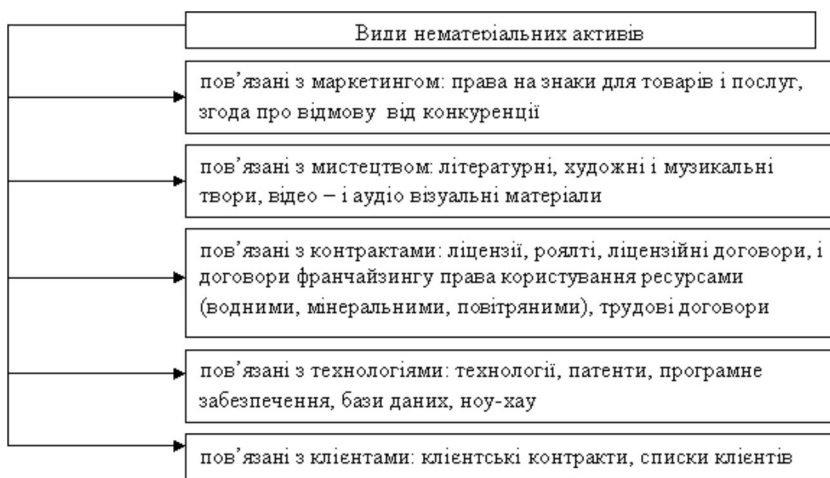 Види нематеріальних активів
пов’язані з маркетингом: права на знаки для товарів і послуг,
згода про відмову від конкуренції
пов’язані з мистецтвом: літературні, художні і музикальні
твори, відео – і аудіо візуальні матеріали
пов’язані з контрактами: ліцензії, роялті, ліцензійні договори, і
договори франчайзингу права користування ресурсами
(водними, мінеральними, повітряними), трудові договори
пов’язані з технологіями: технології, патенти, програмне
забезпечення, бази даних, ноу-хау
пов’язані з клієнтами: клієнтські контракти, списки клієнтів